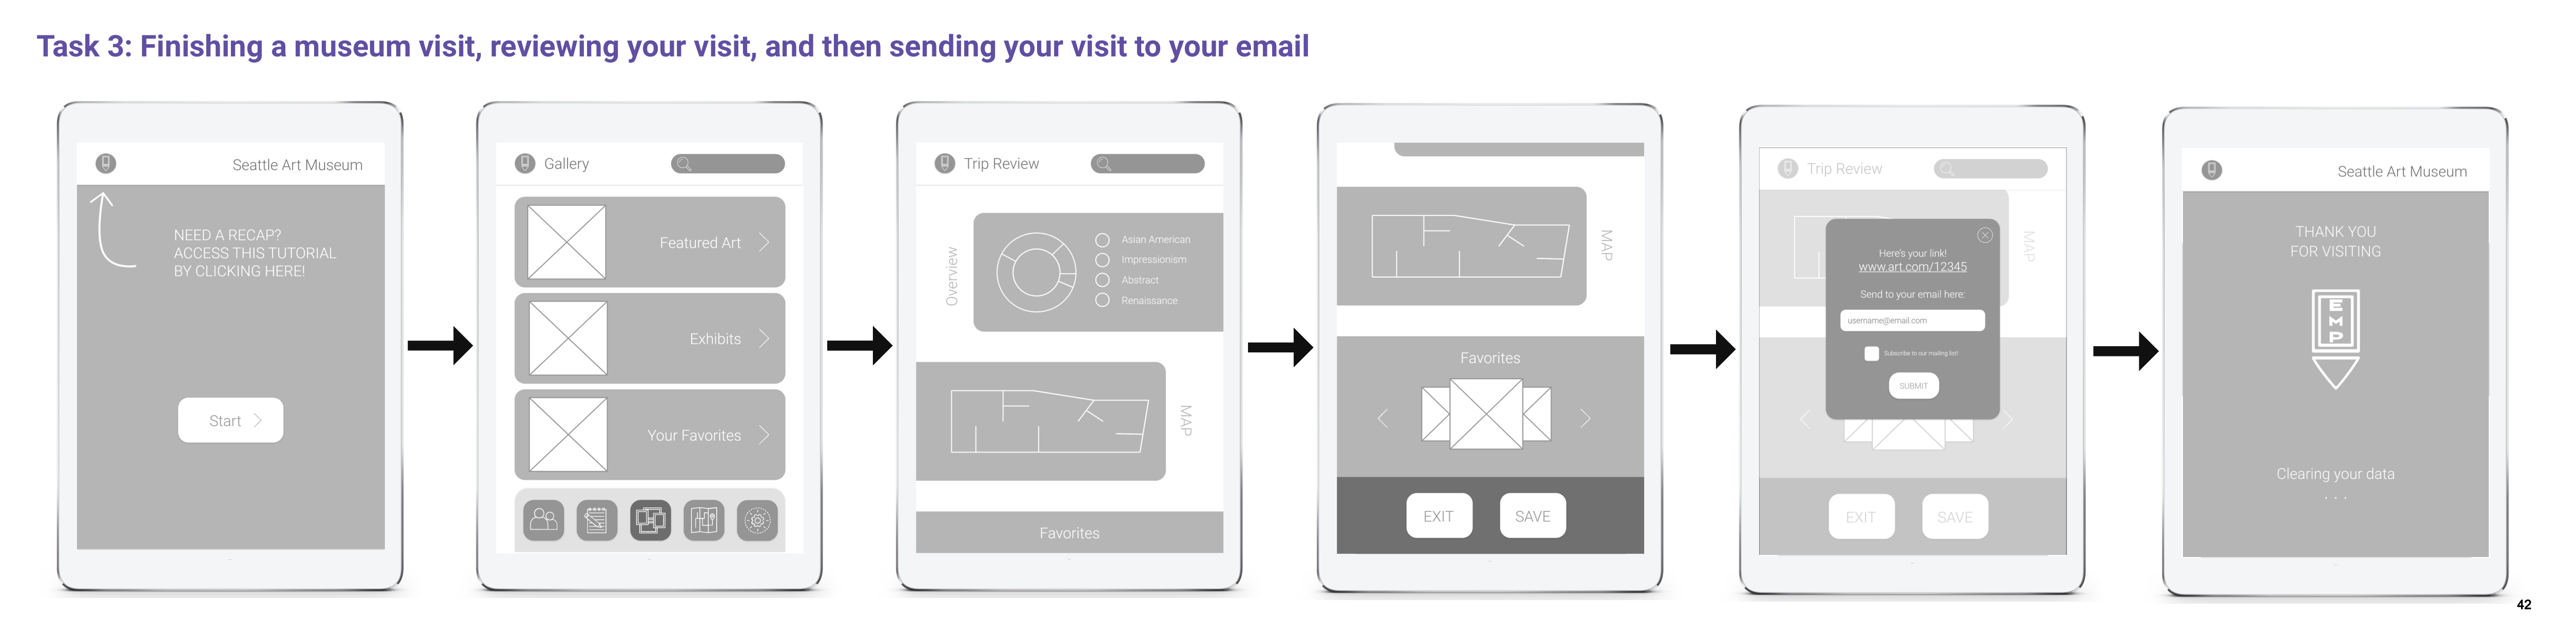 Task 3: Finishing a museum visit, reviewing your visit, and then sending your visit to your email
Seattle Art Museum
NEED A RECAP?
ACCESS THIS TUTORIAL
BY CLICKING HERE!
Start
Gallery
Featured Art
Exhibits
Your Favorites
Trip Review
Overview
Asian American
Impressionism
Abstract
Renaissance
MAP
Favorites
MAP
Favorites
EXIT
SAVE
Trip Review
MAP
Here's your link!
www.art.com/12345
Send to your email here:
username@email.com
Subscribe to our mailing list!
SUBMIT
EXIT
SAVE
Seattle Art Museum
THANK YOU
FOR VISITING
EMP
Clearing your data
. . .
42